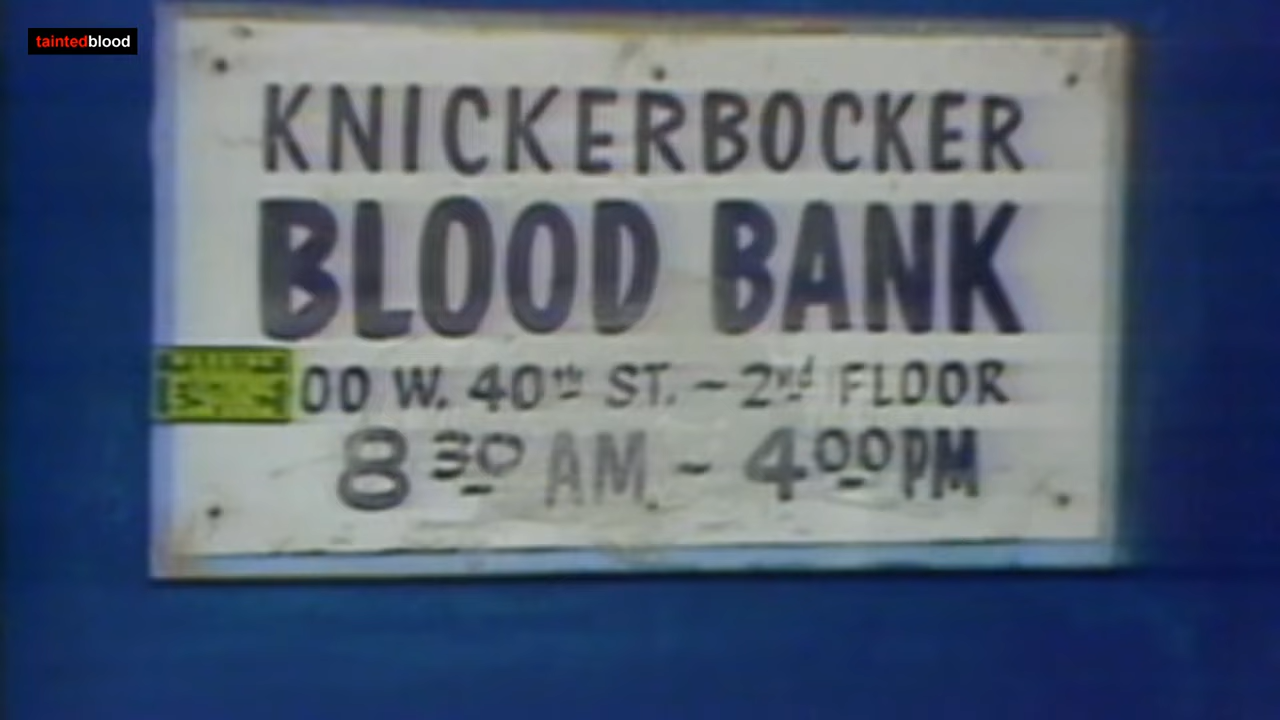 taintedblood
KNICKERBOCKER
BLOOD BANK
00 W. 40th ST. - 2nd FLOOR
8 30 AM. - 4 00 PM